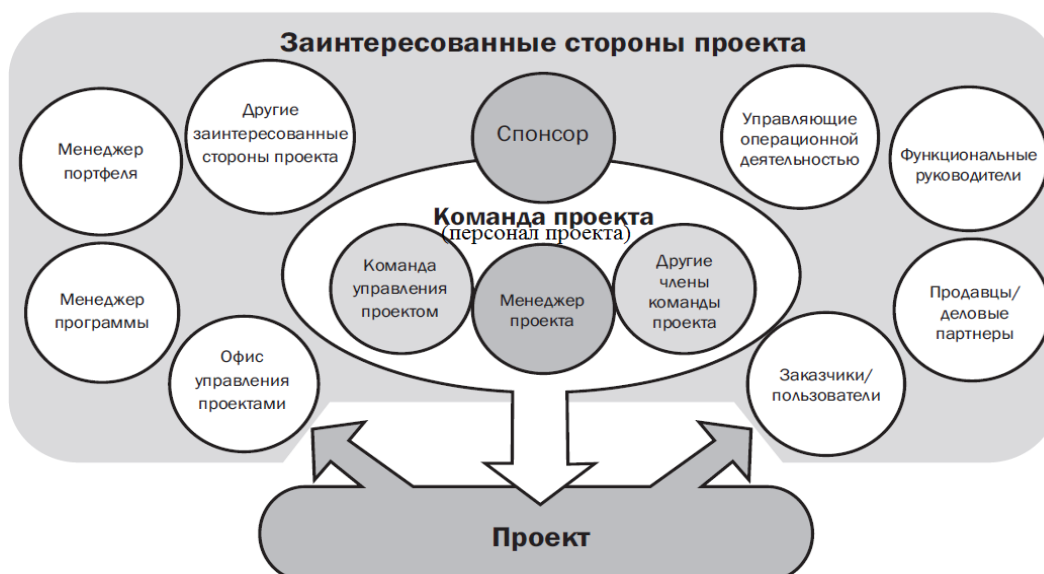 Заинтересованные стороны проекта
Менеджер
портфеля
Другие
заинтересованные
стороны проекта
Спонсор
Управляющие
операционной
деятельностью
Функциональные
руководители
Команда проекта
(персонал проекта)
Команда
управления
проектом
Менеджер
проекта
Другие
члены
команды
проекта
Менеджер
программы
Офис
управления
проектами
Продавцы/
деловые
партнеры
Заказчики/
пользователи
Проект